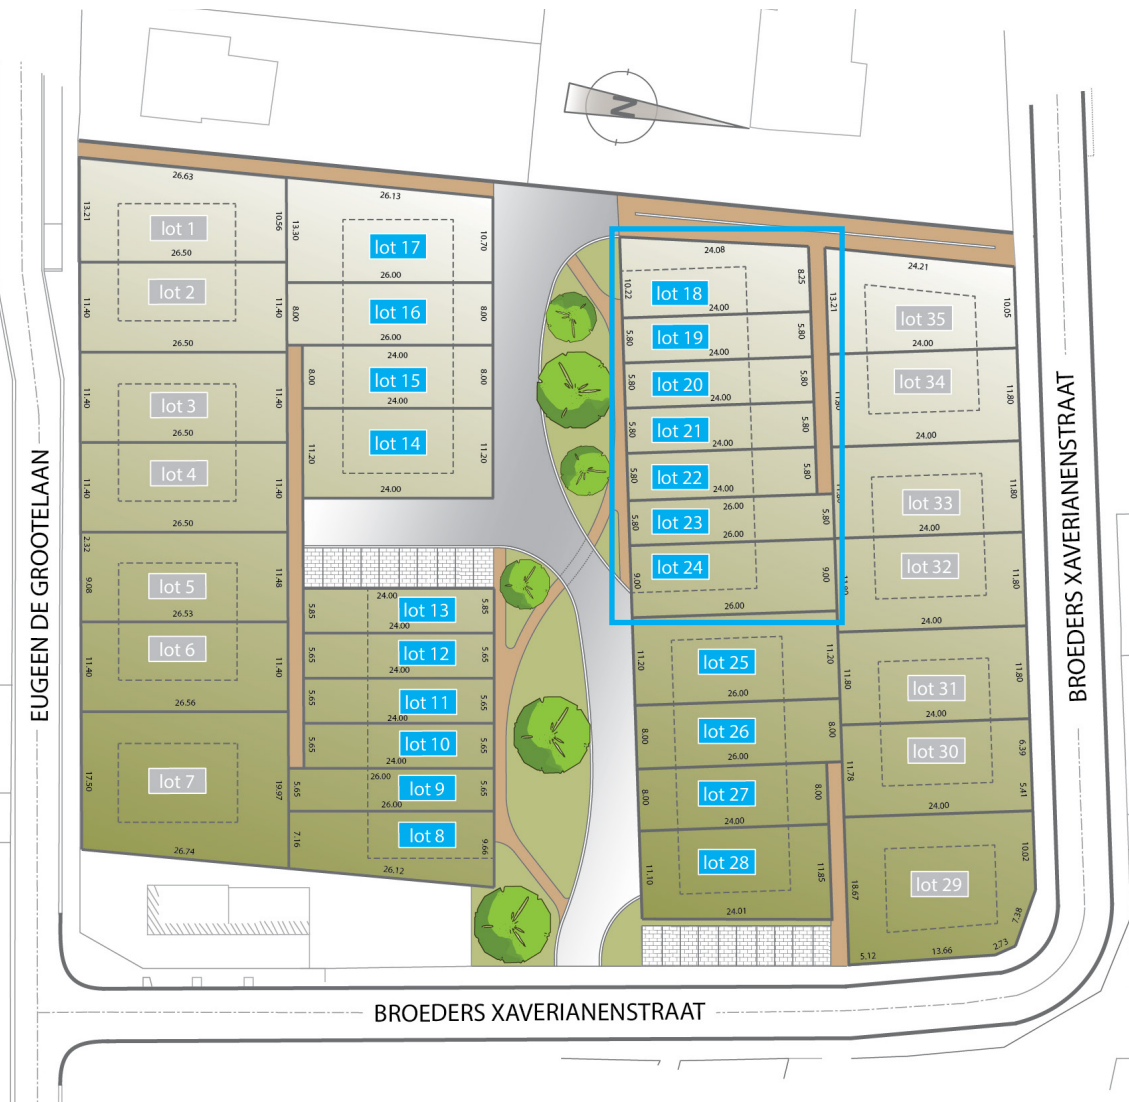 N
26.63
13.21
lot 1
10.56
26.50
lot 2
11.40
11.40
26.50
11.40
lot 3
11.40
26.50
lot 4
11.40
11.40
26.50
2.32
9.08
lot 5
11.48
26.53
lot 6
11.40
11.40
26.56
17.50
lot 7
19.97
26.74
26.13
13.30
lot 17
10.70
26.00
8.00
lot 16
8.00
26.00
24.00
8.00
lot 15
8.00
24.00
11.20
lot 14
11.20
24.00
24.00
5.85
lot 13
5.85
24.00
5.65
lot 12
5.65
24.00
5.65
lot 11
5.65
24.00
5.65
lot 10
5.65
24.00
26.00
5.65
lot 9
5.65
26.00
7.16
lot 8
9.66
26.12
24.08
10.22
lot 18
8.25
24.00
5.80
lot 19
5.80
24.00
5.80
lot 20
5.80
24.00
5.80
lot 21
5.80
24.00
5.80
lot 22
5.80
24.00
26.00
5.80
lot 23
5.80
26.00
9.00
lot 24
9.00
26.00
11.20
lot 25
11.20
26.00
8.00
lot 26
8.00
26.00
8.00
lot 27
8.00
24.00
11.10
lot 28
11.85
24.01
24.21
13.21
lot 35
10.05
24.00
lot 34
11.80
11.80
24.00
lot 33
11.80
24.00
lot 32
11.80
24.00
11.80
lot 31
11.80
24.00
11.78
lot 30
6.39
5.41
24.00
18.67
lot 29
10.02
7.38
2.73
13.66
5.12
EUGEEN DE GROOTELAAN
BROEDERS XAVERIANENSTRAAT
BROEDERS XAVERIANENSTRAAT